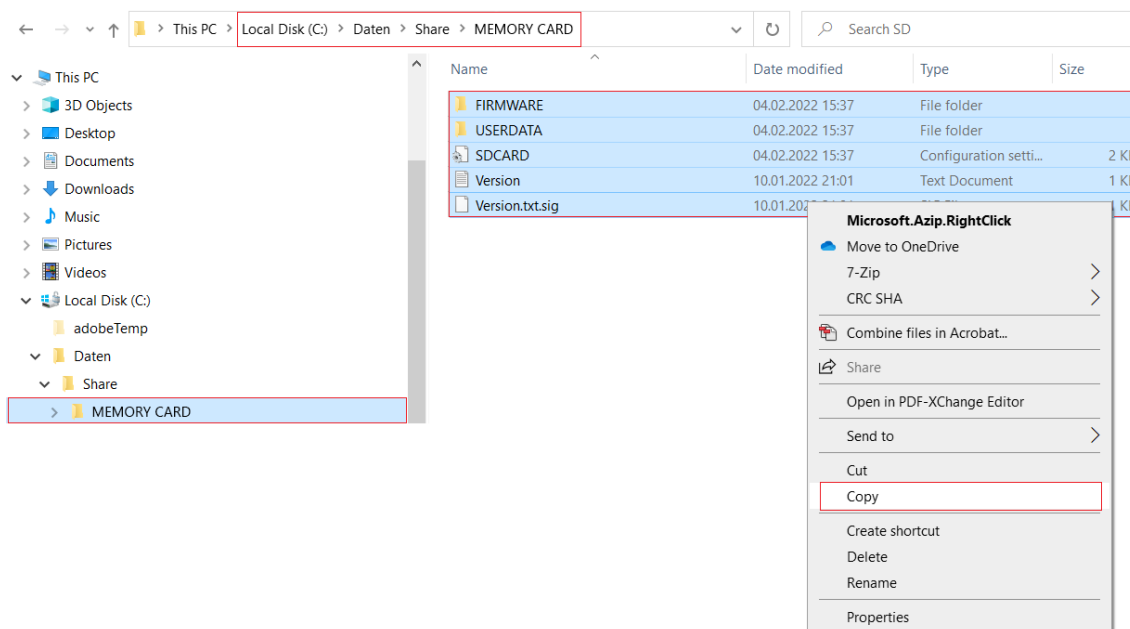 This PC Local Disk (C:) Daten Share MEMORY CARD Search SD
Name Date modified Type Size
This PC
3D Objects
Desktop
Documents
Downloads
Music
Pictures
Videos
Local Disk (C:)
adobeTemp
Daten
Share
MEMORY CARD
FIRMWARE 04.02.2022 15:37 File folder
USERDATA 04.02.2022 15:37 File folder
SDCARD 04.02.2022 15:37 Configuration setti... 2
Version 10.01.2022 21:01 Text Document 1
Version.txt.sig
Microsoft.Azip.RightClick
Move to OneDrive
7-Zip
CRC SHA
Combine files in Acrobat...
Share
Open in PDF-XChange Editor
Send to
Cut
Copy
Create shortcut
Delete
Rename
Properties